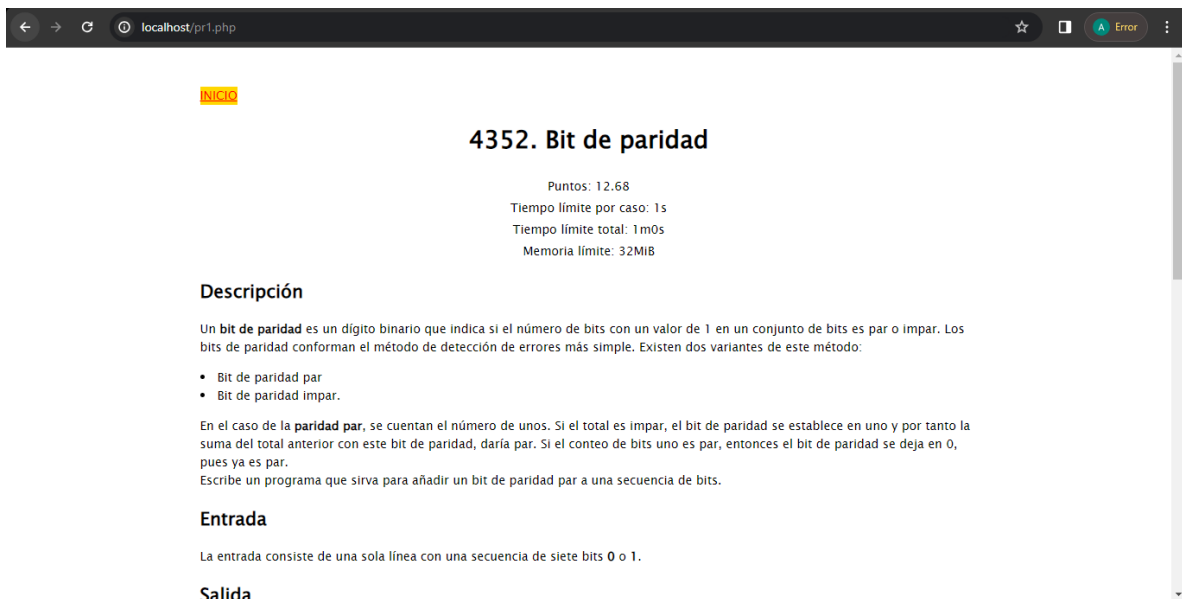 localhost/pr1.php
A Error
INICIO
4352. Bit de paridad
Puntos: 12.68
Tiempo límite por caso: 1s
Tiempo límite total: 1m0s
Memoria límite: 32MiB
Descripción
Un bit de paridad es un dígito binario que indica si el número de bits con un valor de 1 en un conjunto de bits es par o impar. Los
bits de paridad conforman el método de detección de errores más simple. Existen dos variantes de este método:
• Bit de paridad par
• Bit de paridad impar.
En el caso de la paridad par, se cuentan el número de unos. Si el total es impar, el bit de paridad se establece en uno y por tanto la
suma del total anterior con este bit de paridad, daría par. Si el conteo de bits uno es par, entonces el bit de paridad se deja en 0,
pues ya es par.
Escribe un programa que sirva para añadir un bit de paridad par a una secuencia de bits.
Entrada
La entrada consiste de una sola línea con una secuencia de siete bits 0 o 1.
Salida